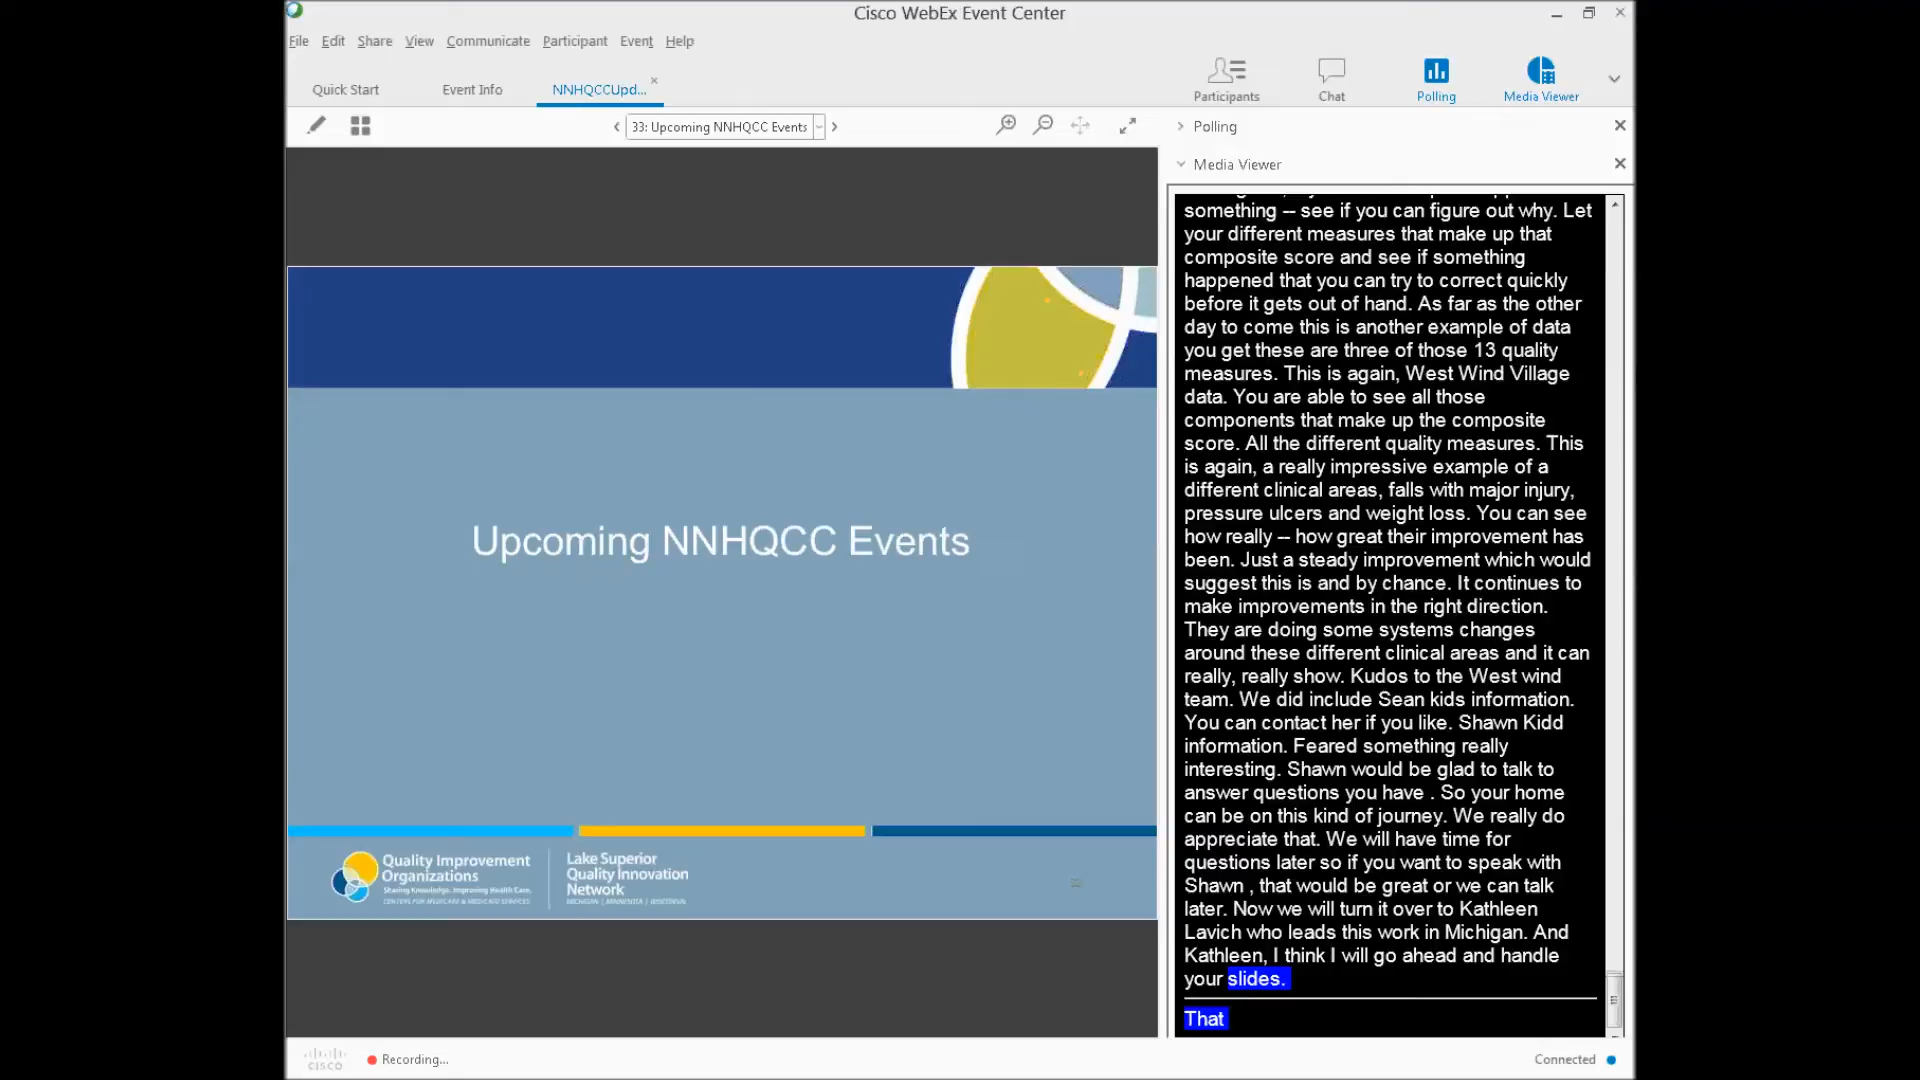 Cisco WebEx Event Center
File Edit Share View Communicate Participant Event Help
Quick Start Event Info NNHQCCUpd...
Participants Chat Polling Media Viewer
33: Upcoming NNHQCC Events
Polling
Media Viewer
something -- see if you can figure out why. Let
your different measures that make up that
composite score and see if something
happened that you can try to correct quickly
before it gets out of hand. As far as the other
day to come this is another example of data
you get these are three of those 13 quality
measures. This is again, West Wind Village
data. You are able to see all those
components that make up the composite
score. All the different quality measures. This
is again, a really impressive example of a
different clinical areas, falls with major injury,
pressure ulcers and weight loss. You can see
how really -- how great their improvement has
been. Just a steady improvement which would
suggest this is and by chance. It continues to
make improvements in the right direction.
They are doing some systems changes
around these different clinical areas and it can
really, really show. Kudos to the West wind
team. We did include Sean kids information.
You can contact her if you like. Shawn Kidd
information. Feared something really
interesting. Shawn would be glad to talk to
answer questions you have . So your home
can be on this kind of journey. We really do
appreciate that. We will have time for
questions later so if you want to speak with
Shawn , that would be great or we can talk
later. Now we will turn it over to Kathleen
Lavich who leads this work in Michigan. And
Kathleen, I think I will go ahead and handle
your slides.
That
Upcoming NNHQCC Events
Quality Improvement
Organizations
Sharing Knowledge. Improving Health Care.
CENTERS FOR MEDICARE & MEDICAID SERVICES
Lake Superior
Quality Innovation
Network
MICHIGAN | MINNESOTA | WISCONSIN
CISCO
Recording...
Connected